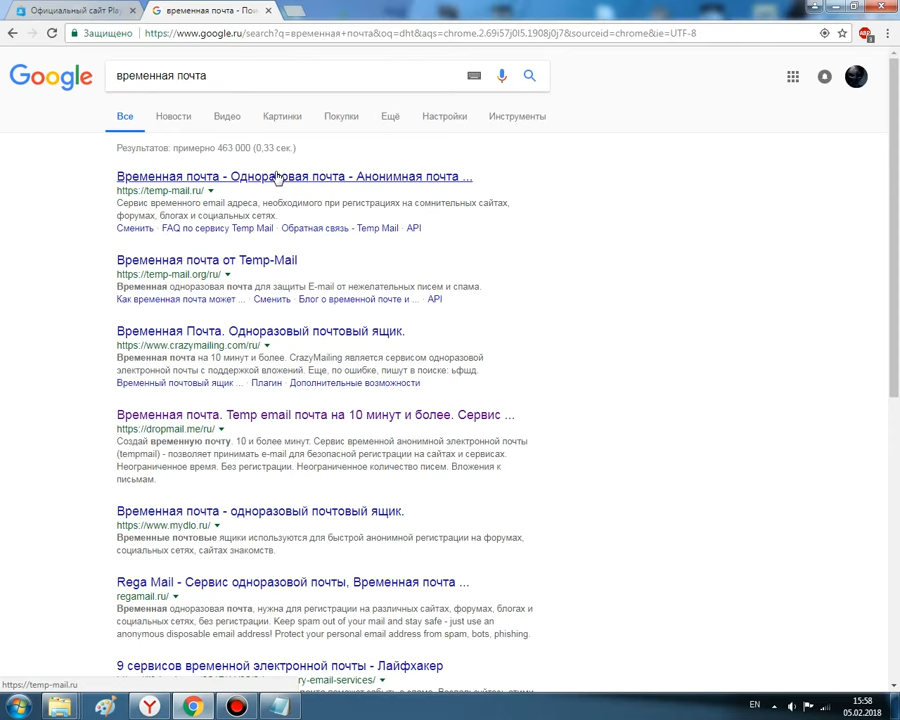 Официальный сайт Play
временная почта - Пои
Защищено
https://www.google.ru/search?q=временная+почта&oq=dht&aqs=chrome.2.69i57j0l5.1908j0j7&sourceid=chrome&ie=UTF-8
Google
временная почта
Все Новости Видео Картинки Покупки Ещё Настройки Инструменты
Результатов: примерно 463 000 (0,33 сек.)
Временная почта - Одноразовая почта - Анонимная почта ...
https://temp-mail.ru/
Сервис временного email адреса, необходимого при регистрациях на сомнительных сайтах,
форумах, блогах и социальных сетях.
Сменить · FAQ по сервису Temp Mail · Обратная связь - Temp Mail · API
Временная почта от Temp-Mail
https://temp-mail.org/ru/
Временная одноразовая почта для защиты E-mail от нежелательных писем и спама.
Как временная почта может ... · Сменить · Блог о временной почте и ... · API
Временная Почта. Одноразовый почтовый ящик.
https://www.crazymailing.com/ru/
Временная почта на 10 минут и более. CrazyMailing является сервисом одноразовой
электронной почты с поддержкой вложений. Еще, по ошибке, пишут в поиске: ьфшд.
Временный почтовый ящик ... · Плагин · Дополнительные возможности
Временная почта. Temp email почта на 10 минут и более. Сервис ...
https://dropmail.me/ru/
Создай временную почту. 10 и более минут. Сервис временной анонимной электронной почты
(tempmail) - позволяет принимать e-mail для безопасной регистрации на сайтах и сервисах.
Неограниченное время. Без регистрации. Неограниченное количество писем. Вложения к
письмам.
Временная почта - одноразовый почтовый ящик.
https://www.mydlo.ru/
Временные почтовые ящики используются для быстрой анонимной регистрации на форумах,
социальных сетях, сайтах знакомств.
Rega Mail - Сервис одноразовой почты, Временная почта ...
regamail.ru/
Временная одноразовая почта, нужна для регистрации на различных сайтах, форумах, блогах и
социальных сетях, без регистрации. Keep spam out of your mail and stay safe - just use an
anonymous disposable email address! Protect your personal email address from spam, bots, phishing.
9 сервисов временной электронной почты - Лайфхакер
ry-email-services/
https://temp-mail.ru
EN
15:58
05.02.2018